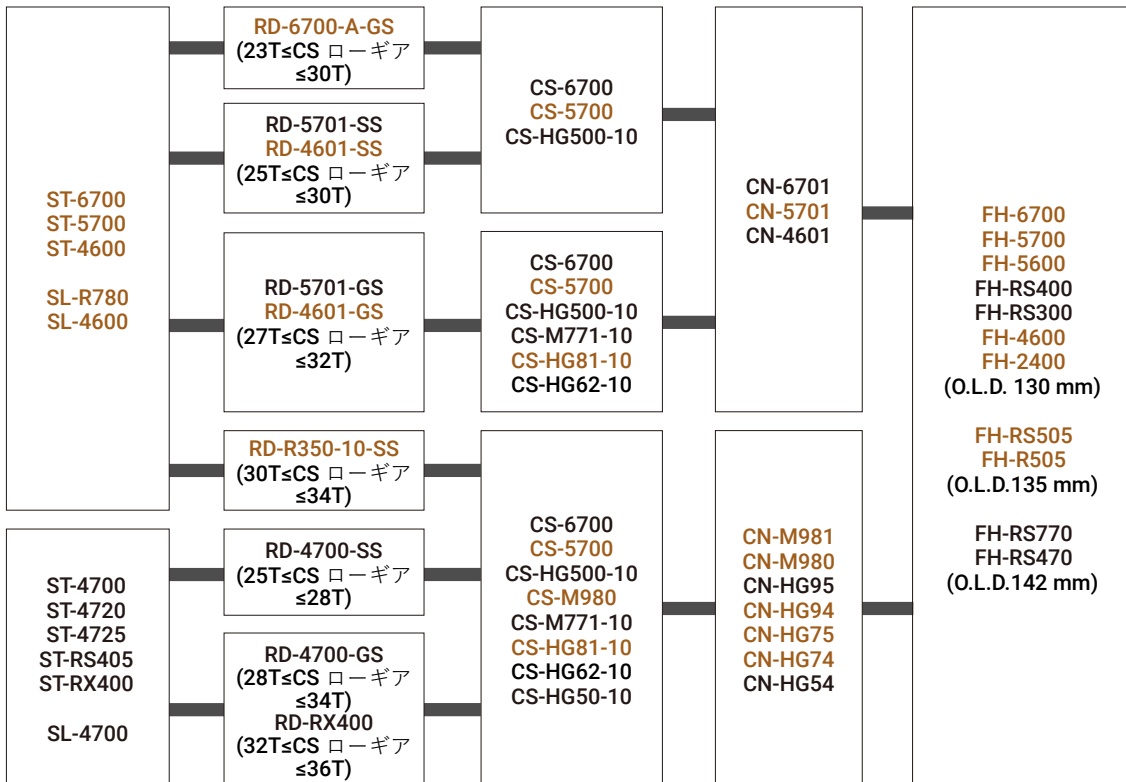 ST-6700
ST-5700
ST-4600
SL-R780
SL-4600
ST-4700
ST-4720
ST-4725
ST-RS405
ST-RX400
SL-4700
RD-6700-A-GS
(23T≤CS ローギア
≤30T)
RD-5701-SS
RD-4601-SS
(25T≤CS ローギア
≤30T)
RD-5701-GS
RD-4601-GS
(27T≤CS ローギア
≤32T)
RD-R350-10-SS
(30T≤CS ローギア
≤34T)
RD-4700-SS
(25T≤CS ローギア
≤28T)
RD-4700-GS
(28T≤CS ローギア
≤34T)
RD-RX400
(32T≤CS ローギア
≤36T)
CS-6700
CS-5700
CS-HG500-10
CS-6700
CS-5700
CS-HG500-10
CS-M771-10
CS-HG81-10
CS-HG62-10
CS-6700
CS-5700
CS-HG500-10
CS-M980
CS-M771-10
CS-HG81-10
CS-HG62-10
CS-HG50-10
CN-6701
CN-5701
CN-4601
CN-M981
CN-M980
CN-HG95
CN-HG94
CN-HG75
CN-HG74
CN-HG54
FH-6700
FH-5700
FH-5600
FH-RS400
FH-RS300
FH-4600
FH-2400
(O.L.D. 130 mm)
FH-RS505
FH-R505
(O.L.D.135 mm)
FH-RS770
FH-RS470
(O.L.D.142 mm)